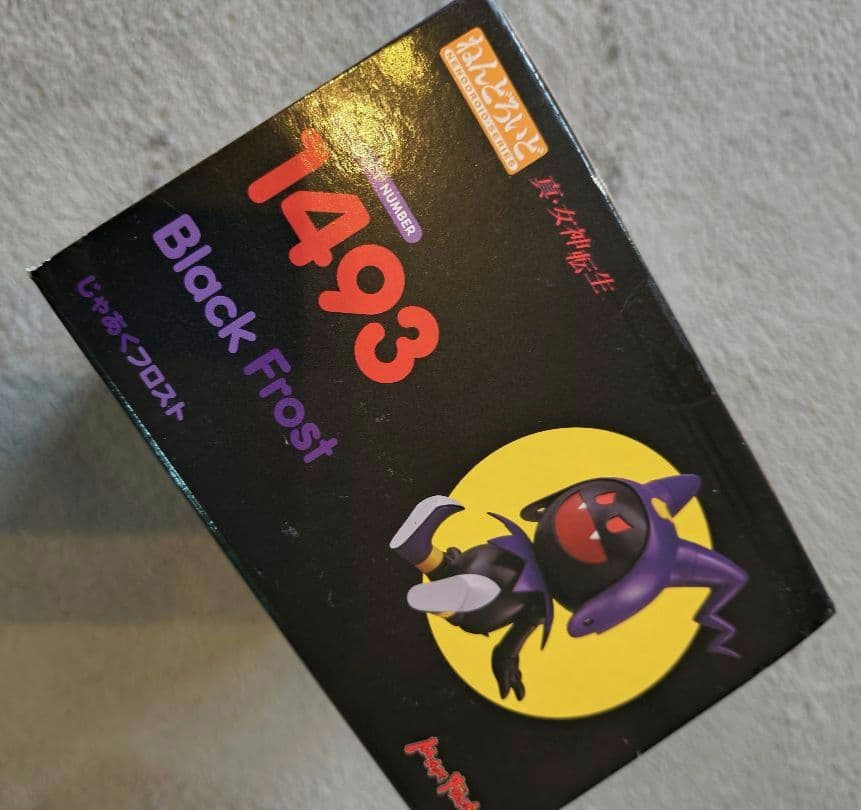 ねんどろいど
NENDOROID·SERIES
真・女神転生
NUMBER
1493
Black Frost
じゃあくフロスト